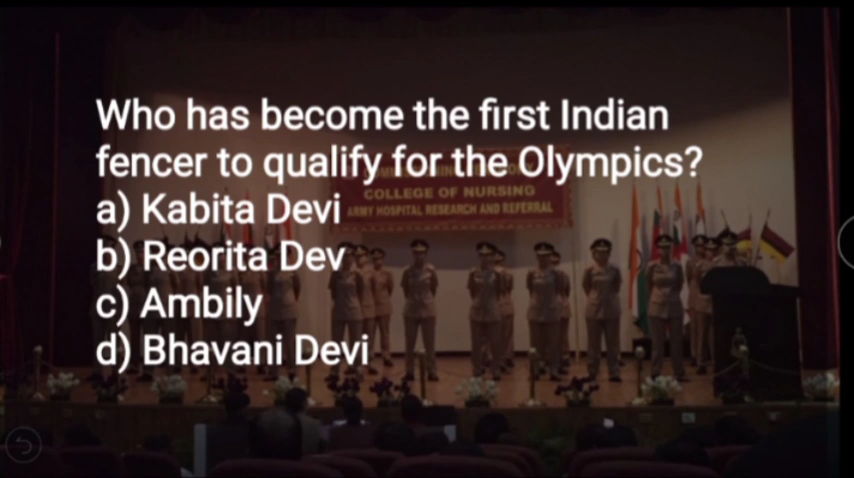 Who has become the first Indian
fencer to qualify for the Olympics?
a) Kabita Devi
b) Reorita Dev
c) Ambily
d) Bhavani Devi
COLLEGE OF NURSING
ARMY HOSPITAL RESEARCH AND REFERRAL